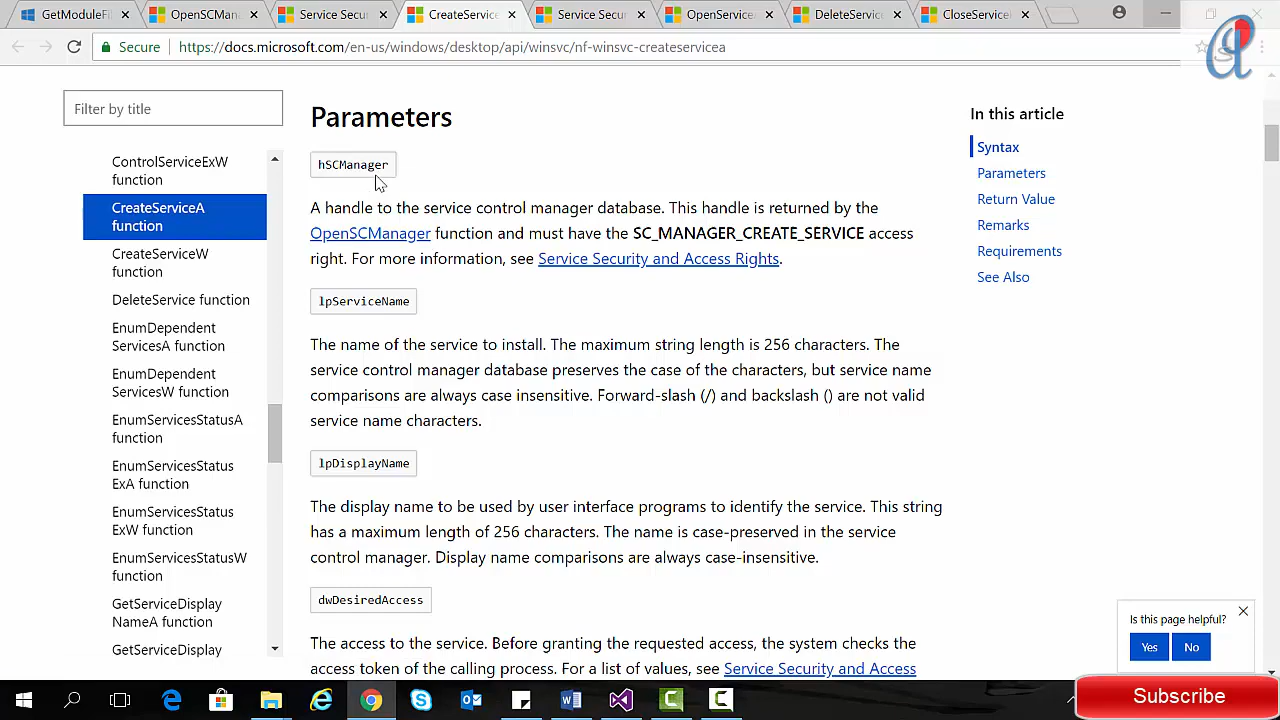 GetModuleFi
OpenSCMan
Service Secur
CreateService
Service Secur
OpenService
DeleteServic
CloseService
Secure
https://docs.microsoft.com/en-us/windows/desktop/api/winsvc/nf-winsvc-createservicea
Filter by title
ControlServiceExW
function
CreateServiceA
function
CreateServiceW
function
DeleteService function
EnumDependent
ServicesA function
EnumDependent
ServicesW function
EnumServicesStatusA
function
EnumServicesStatus
ExA function
EnumServicesStatus
ExW function
EnumServicesStatusW
function
GetServiceDisplay
NameA function
GetServiceDisplay
Parameters
hSCManager
A handle to the service control manager database. This handle is returned by the
OpenSCManager function and must have the SC_MANAGER_CREATE_SERVICE access
right. For more information, see Service Security and Access Rights.
lpServiceName
The name of the service to install. The maximum string length is 256 characters. The
service control manager database preserves the case of the characters, but service name
comparisons are always case insensitive. Forward-slash (/) and backslash () are not valid
service name characters.
lpDisplayName
The display name to be used by user interface programs to identify the service. This string
has a maximum length of 256 characters. The name is case-preserved in the service
control manager. Display name comparisons are always case-insensitive.
dwDesiredAccess
The access to the service. Before granting the requested access, the system checks the
access token of the calling process. For a list of values, see Service Security and Access
In this article
Syntax
Parameters
Return Value
Remarks
Requirements
See Also
Is this page helpful?
Yes
No
Subscribe